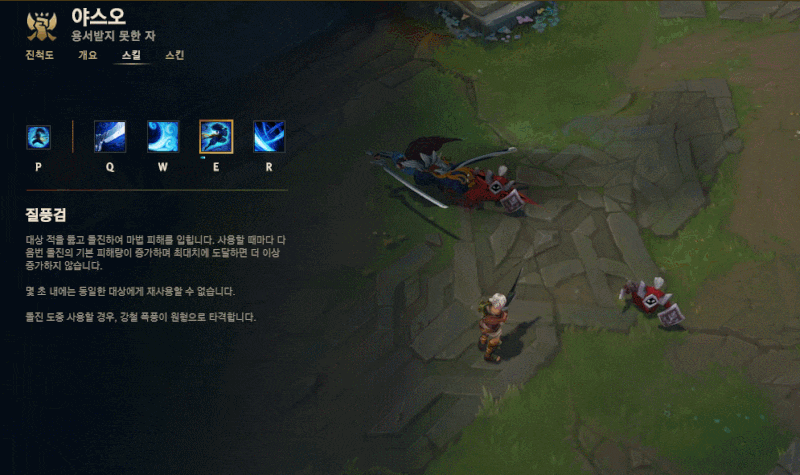 야스오
용서받지 못한 자
진척도 개요 스킬 스킨
P Q W E R
질풍검
대상 적을 뚫고 돌진하여 마법 피해를 입힙니다. 사용할 때마다 다
음번 돌진의 기본 피해량이 증가하며 최대치에 도달하면 더 이상
증가하지 않습니다.
몇 초 내에는 동일한 대상에게 재사용할 수 없습니다.
돌진 도중 사용할 경우, 강철 폭풍이 원형으로 타격합니다.